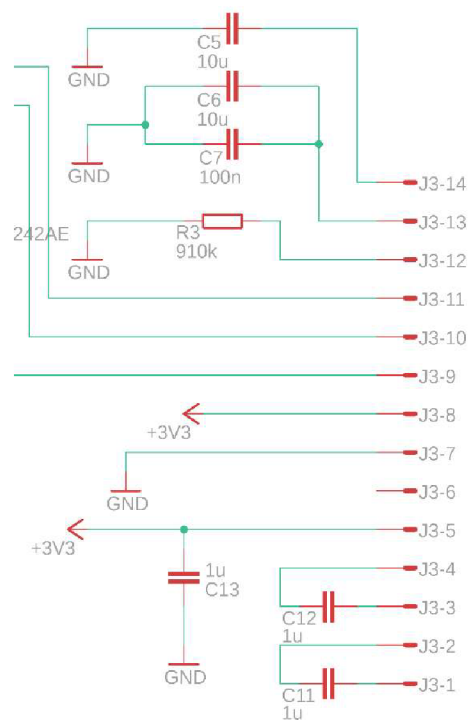 C5
10u
GND
C6
10u
C7
100n
GND
J3-14
J3-13
242AE
R3
910k
GND
J3-12
J3-11
J3-10
J3-9
+3V3
J3-8
J3-7
GND
J3-6
+3V3
J3-5
1u
C13
J3-4
C12
1u
J3-3
J3-2
GND
C11
1u
J3-1